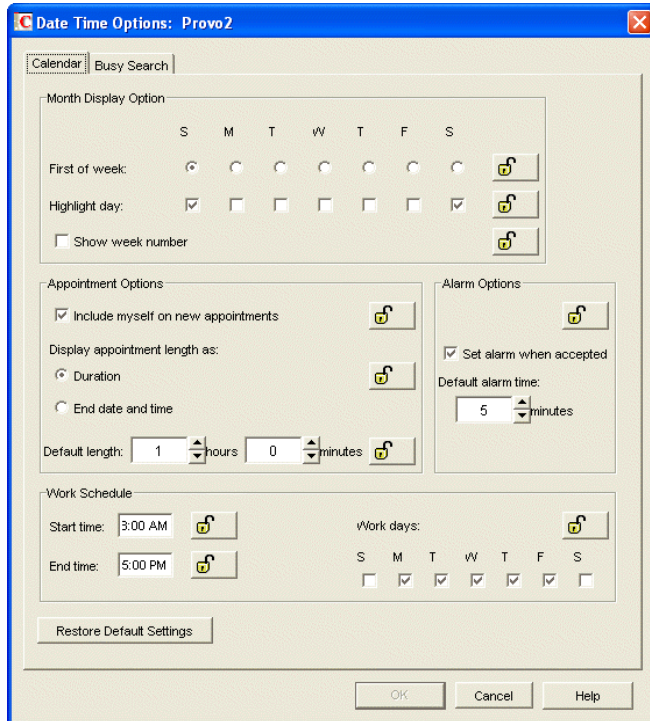 Date Time Options: Provo2
Calendar Busy Search
Month Display Option
S M T W T F S
First of week:
Highlight day:
Show week number
Appointment Options
Include myself on new appointments
Display appointment length as:
Duration
End date and time
Default length: 1 hours 0 minutes
Alarm Options
Set alarm when accepted
Default alarm time:
5 minutes
Work Schedule
Start time: 8:00 AM
End time: 5:00 PM
Work days:
S M T W T F S
Restore Default Settings
OK Cancel Help